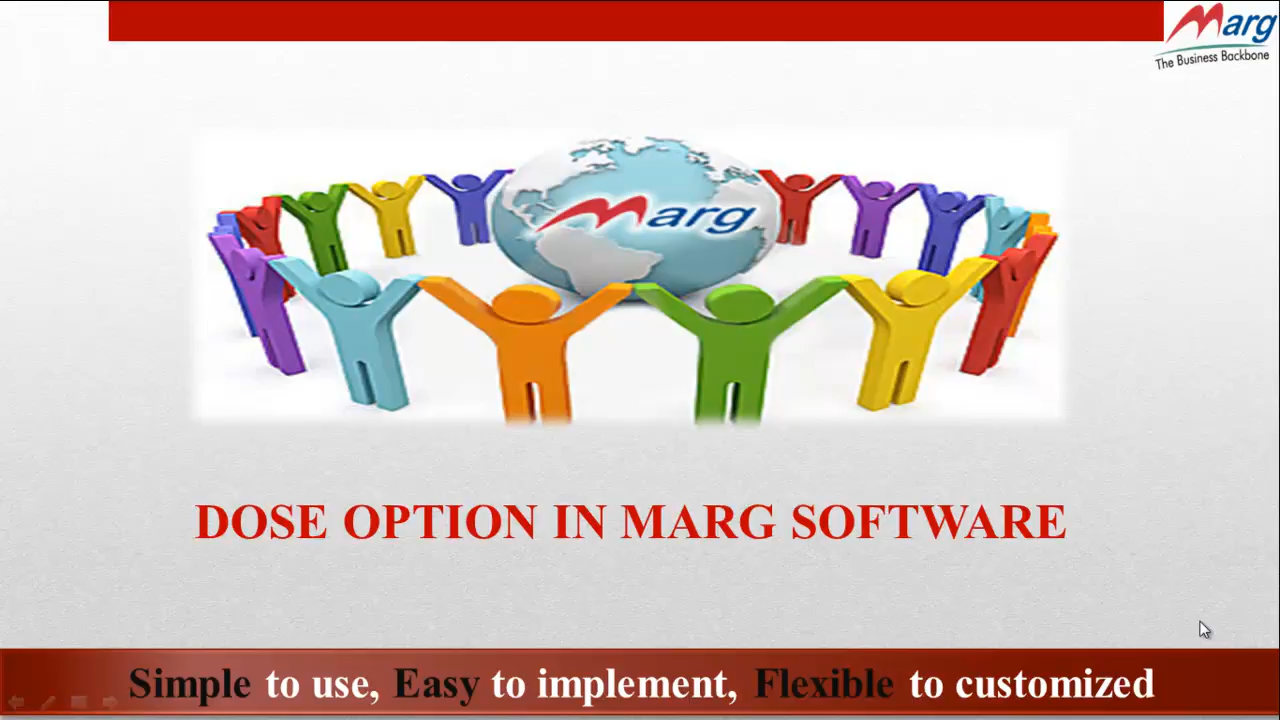 Marg
The Business Backbone
Marg
DOSE OPTION IN MARG SOFTWARE
Simple to use, Easy to implement, Flexible to customized